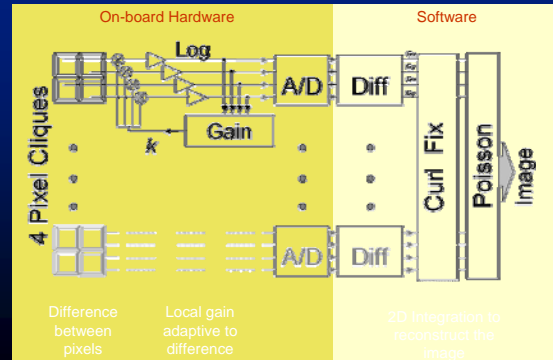 On-board Hardware
Software
Log
A/D
Diff
Gain
k
4 Pixel Cliques
Curl Fix
Poisson
Image
A/D
Diff
Difference
between
pixels
Local gain
adaptive to
difference
2D integration to
reconstruct the
image